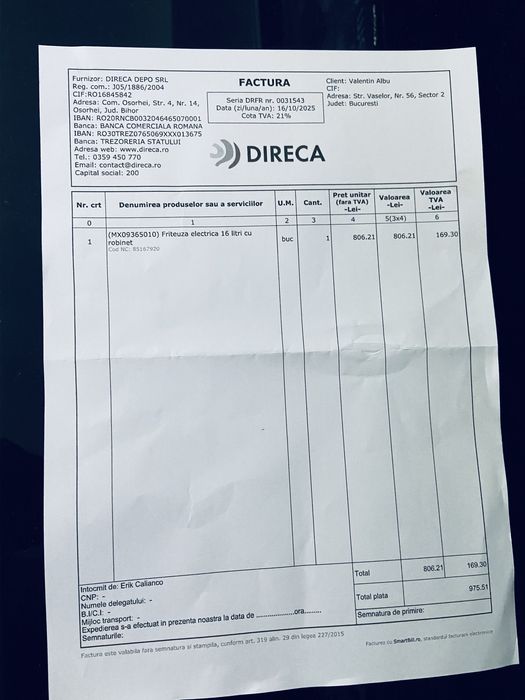 Furnizor: DIRECA DEPO SRL
Reg. com.: J05/1886/2004
CIF:RO16845842
Adresa: Com. Osorhei, Str. 4, Nr. 14,
Osorhei, Jud. Bihor
IBAN: RO20RNCB0032046465070001
Banca: BANCA COMERCIALA ROMANA
IBAN: RO30TREZ0765069XXX013675
Banca: TREZORERIA STATULUI
Adresa web: www.direca.ro
Tel.: 0359 450 770
Email: contact@direca.ro
Capital social: 200
FACTURA
Seria DRFR nr. 0031543
Data (zi/luna/an): 16/10/2025
Cota TVA: 21%
DIRECA
Client: Valentin Albu
CIF:
Adresa: Str. Vaselor, Nr. 56, Sector 2
Judet: Bucuresti
Nr. crt Denumirea produselor sau a serviciilor U.M. Cant. Pret unitar (fara TVA) -Lei- Valoarea -Lei- Valoarea TVA -Lei-
0 1 2 3 4 5(3x4) 6
1 (MX09365010) Friteuza electrica 16 litri cu buc 1 806.21 806.21 169.30
robinet
Cod NC: 85167920
Total 806.21 169.30
Total plata 975.51
Intocmit de: Erik Calianco
CNP: -
Numele delegatului: -
B.I/C.I: -
Mijloc transport: -
Expedierea s-a efectuat in prezenta noastra la data de ....................ora.........
Semnaturile:
Semnatura de primire:
Factura este valabila fara semnatura si stampila, cunform art. 319 alin. 29 din legea 227/2015
Facturez cu SmartBill.ro, standardul facturarii electronice